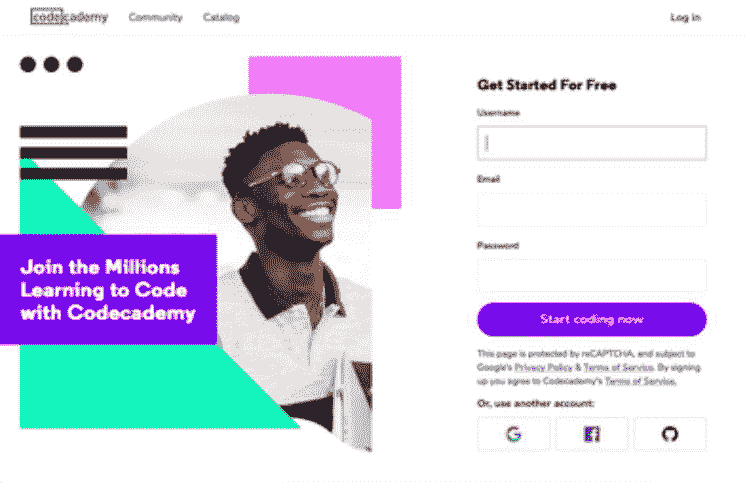 codecademy
Community
Catalog
Log in
Join the Millions
Learning to Code
with Codecademy
Get Started For Free
Username
Email
Password
Start coding now
This page is protected by reCAPTCHA, and subject to
Google's Privacy Policy & Terms of Service. By signing
up you agree to Codecademy's Terms of Service.
Or, use another account: